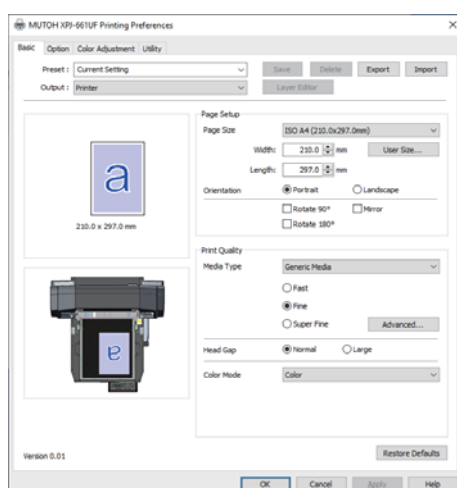 MUTOH XPJ-661UF Printing Preferences
Basic Option Color Adjustment Utility
Preset : Current Setting Save Delete Export Import
Output : Printer Layer Editor
Page Setup
Page Size ISO A4 (210.0x297.0mm)
Width: 210.0 mm User Size...
Length: 297.0 mm
Orientation Portrait Landscape
Rotate 90° Mirror
Rotate 180°
a
210.0 x 297.0 mm
Print Quality
Media Type Generic Media
Fast
Fine
Super Fine Advanced...
Head Gap Normal Large
Color Mode Color
a
Version 0.01 Restore Defaults
OK Cancel Apply Help